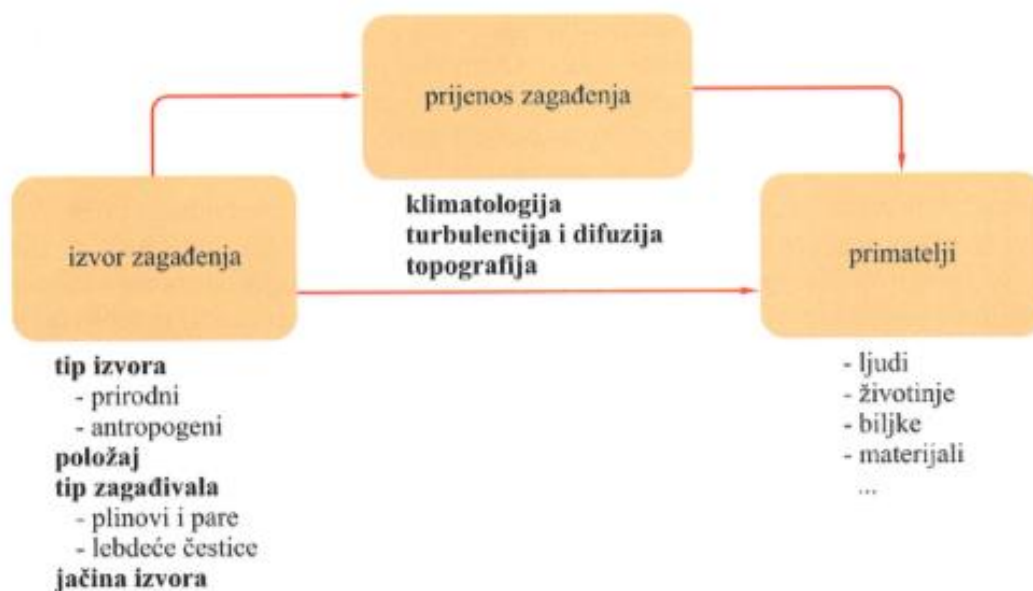 prijenos zagađenja
klimatologija
turbulencija i difuzija
topografija
izvor zagađenja
primatelji
tip izvora
- prirodni
- antropogeni
položaj
tip zagađivala
- plinovi i pare
- lebdeće čestice
jačina izvora
- ljudi
- životinje
- biljke
- materijali
...